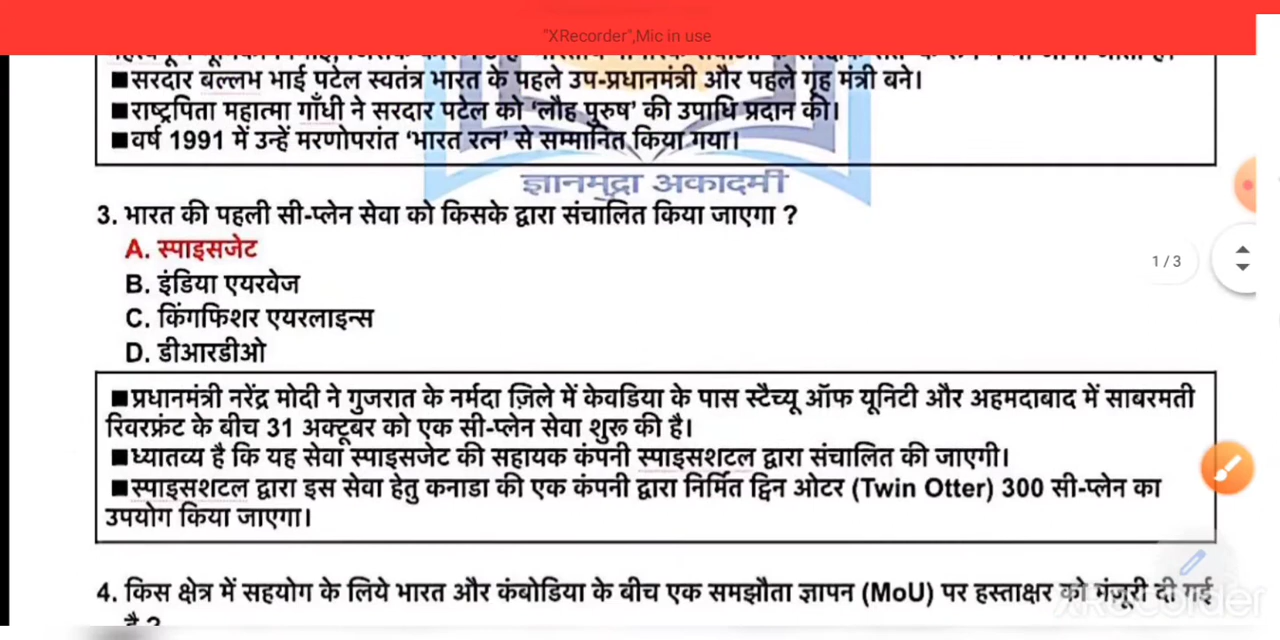 "XRecorder",Mic in use
■सरदार बल्लभ भाई पटेल स्वतंत्र भारत के पहले उप-प्रधानमंत्री और पहले गृह मंत्री बने।
■राष्ट्रपिता महात्मा गाँधी ने सरदार पटेल को 'लौह पुरुष' की उपाधि प्रदान की।
■वर्ष 1991 में उन्हें मरणोपरांत 'भारत रत्न' से सम्मानित किया गया।
ज्ञानमुद्रा अकादमी
3. भारत की पहली सी-प्लेन सेवा को किसके द्वारा संचालित किया जाएगा ?
A. स्पाइसजेट
1 / 3
B. इंडिया एयरवेज
C. किंगफिशर एयरलाइन्स
D. डीआरडीओ
■प्रधानमंत्री नरेंद्र मोदी ने गुजरात के नर्मदा ज़िले में केवडिया के पास स्टैच्यू ऑफ यूनिटी और अहमदाबाद में साबरमती
रिवरफ्रंट के बीच 31 अक्टूबर को एक सी-प्लेन सेवा शुरू की है।
■ध्यातव्य है कि यह सेवा स्पाइसजेट की सहायक कंपनी स्पाइसशटल द्वारा संचालित की जाएगी।
■स्पाइसशटल द्वारा इस सेवा हेतु कनाडा की एक कंपनी द्वारा निर्मित ट्विन ओटर (Twin Otter) 300 सी-प्लेन का
उपयोग किया जाएगा।
4. किस क्षेत्र में सहयोग के लिये भारत और कंबोडिया के बीच एक समझौता ज्ञापन (MoU) पर हस्ताक्षर को मंज़ूरी दी गई
है ?
XRecorder